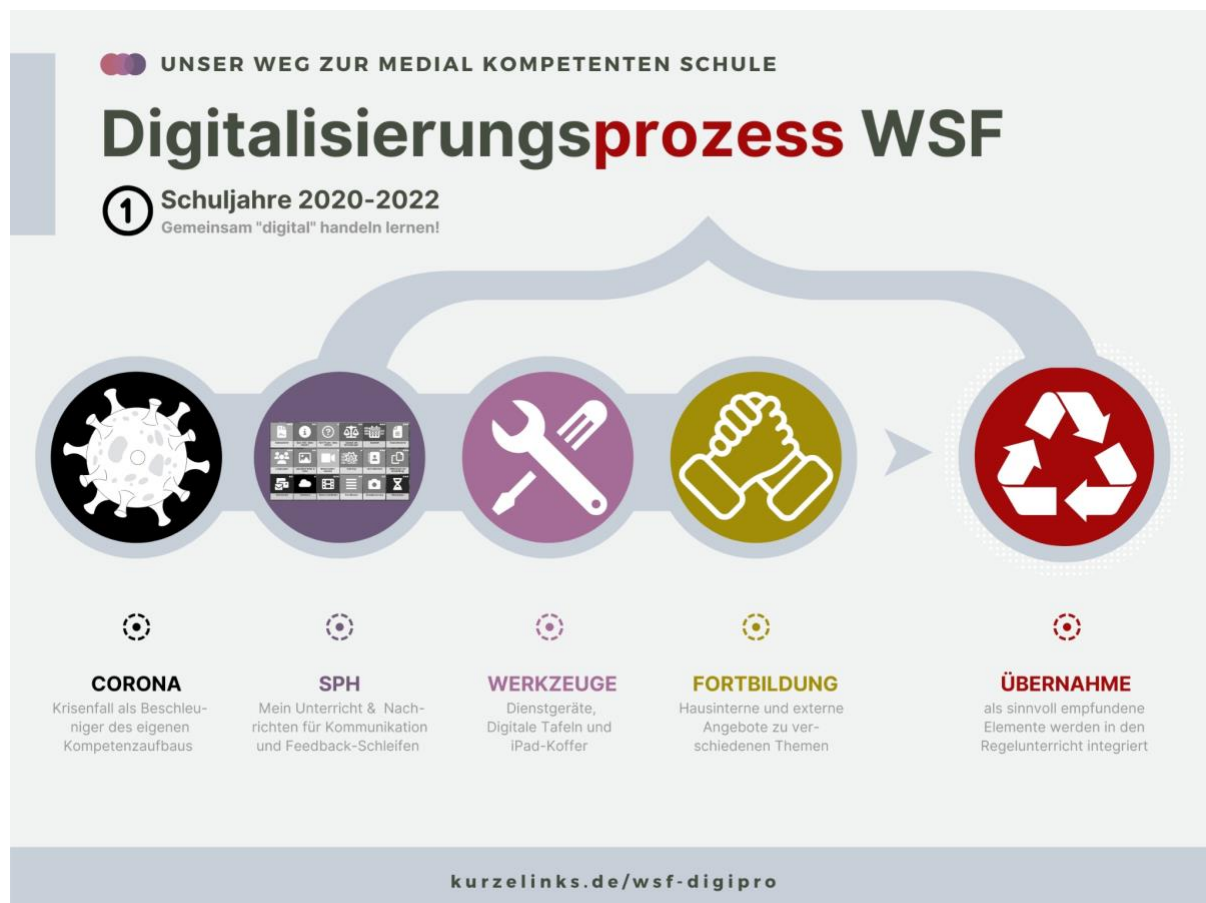 UNSER WEG ZUR MEDIAL KOMPETENTEN SCHULE
Digitalisierungsprozess WSF
1 Schuljahre 2020-2022
Gemeinsam "digital" handeln lernen!
CORONA
Krisenfall als Beschleu-
niger des eigenen
Kompetenzaufbaus
SPH
Mein Unterricht & Nach-
richten für Kommunikation
und Feedback-Schleifen
WERKZEUGE
Dienstgeräte,
Digitale Tafeln und
iPad-Koffer
FORTBILDUNG
Hausinterne und externe
Angebote zu ver-
schiedenen Themen
ÜBERNAHME
als sinnvoll empfundene
Elemente werden in den
Regelunterricht integriert
kurzelinks.de/wsf-digipro